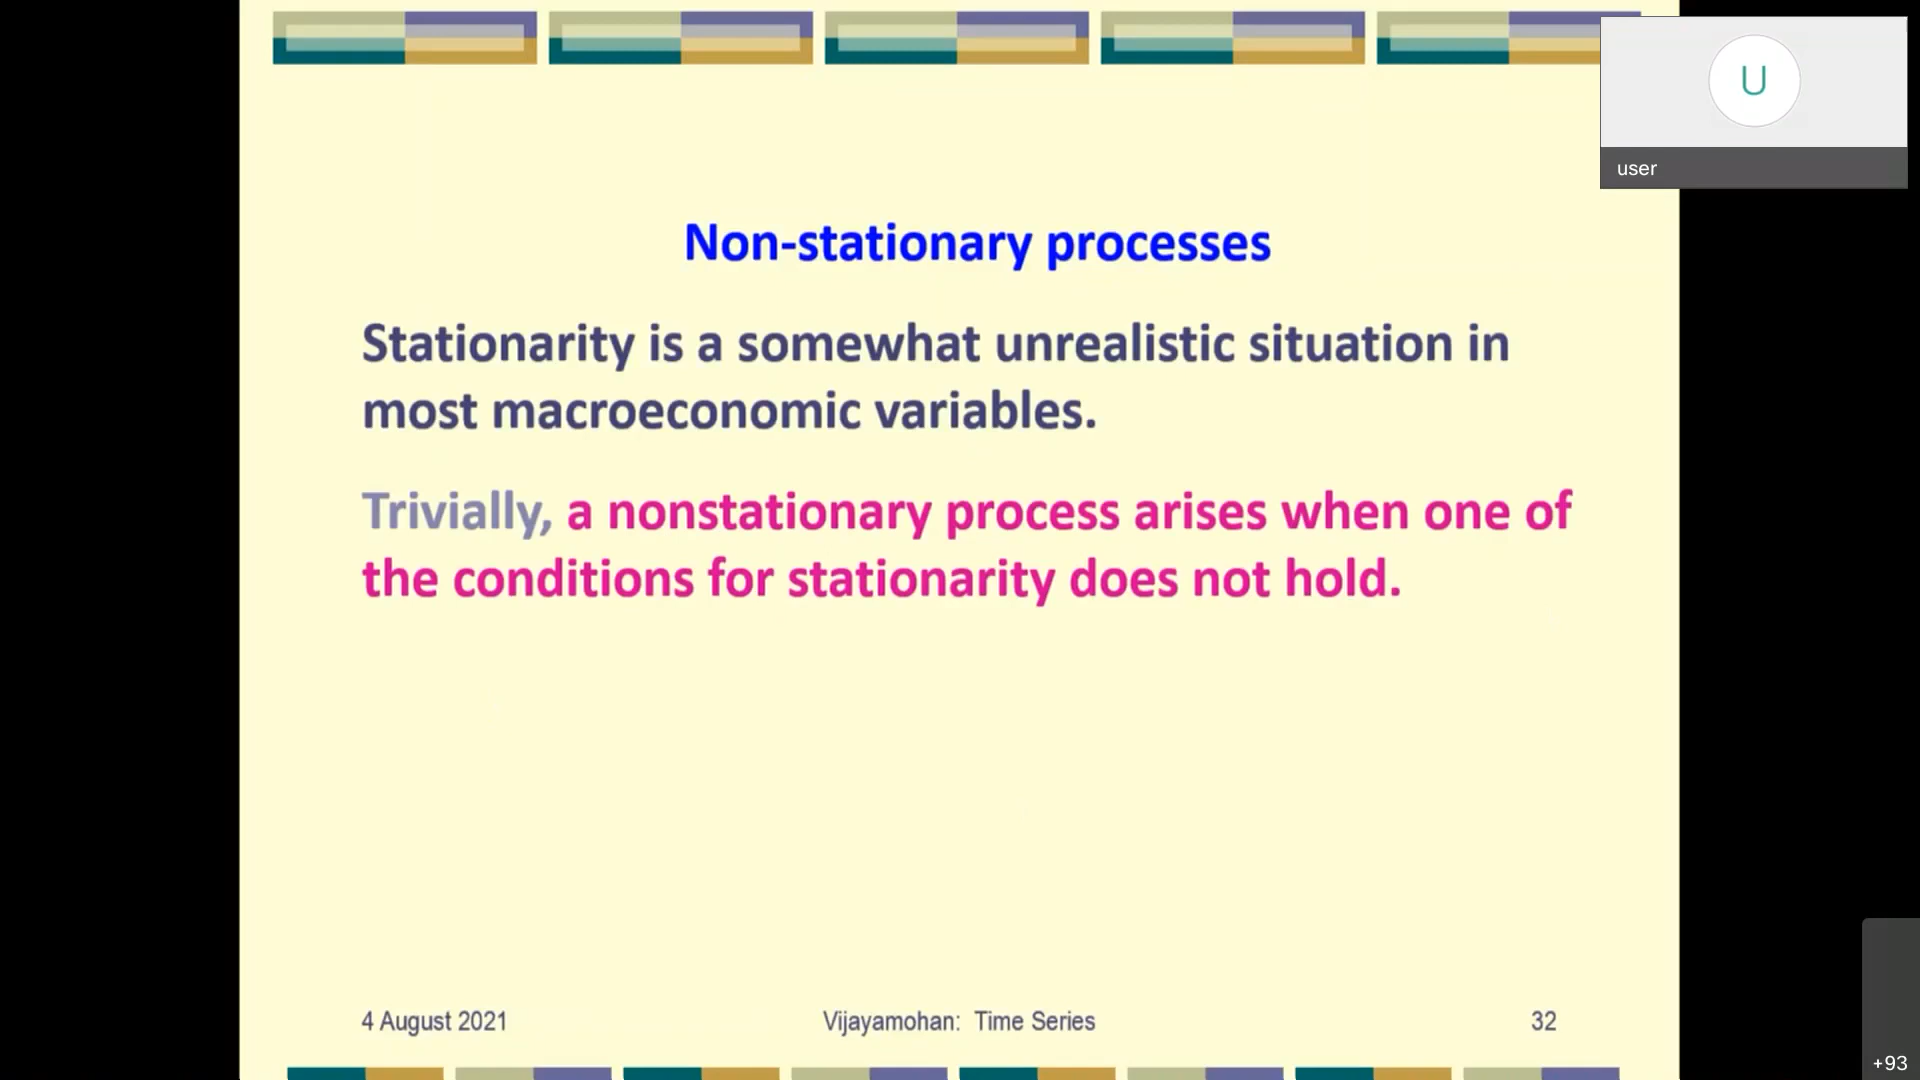 U
user
Non-stationary processes
Stationarity is a somewhat unrealistic situation in
most macroeconomic variables.
Trivially, a nonstationary process arises when one of
the conditions for stationarity does not hold.
4 August 2021
Vijayamohan: Time Series
32
+93